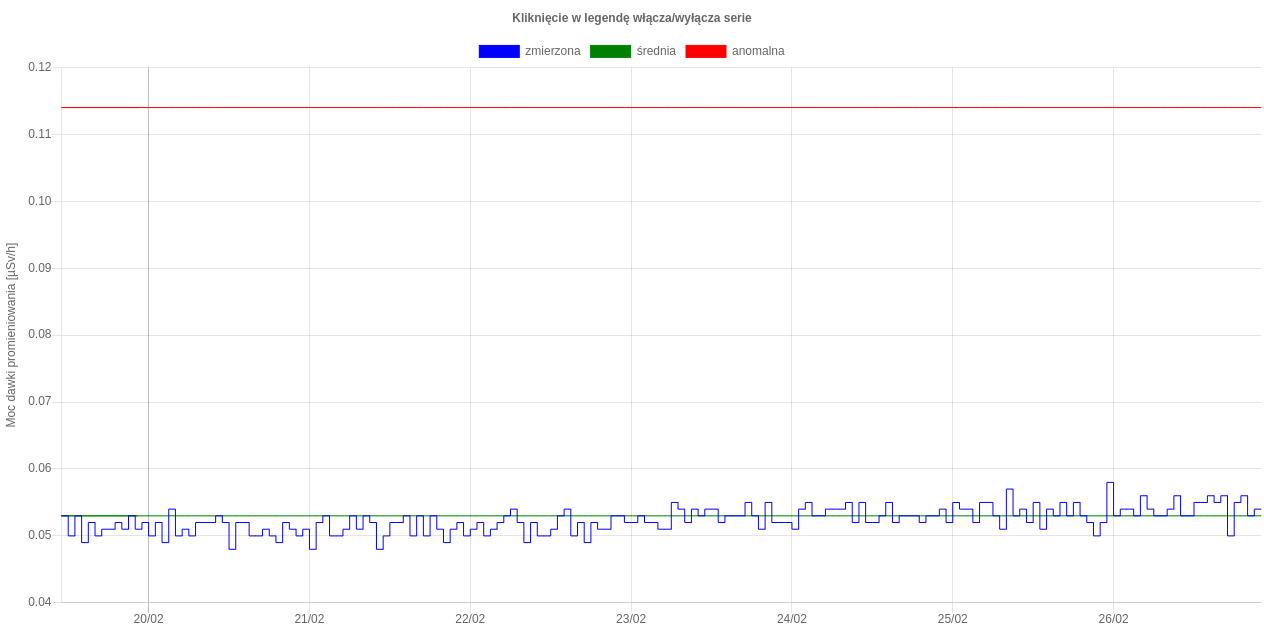 Kliknięcie w legendę włącza/wyłącza serie
zmierzona średnia anomalna
Moc dawki promieniowania [µSv/h]
0.12
0.11
0.10
0.09
0.08
0.07
0.06
0.05
0.04
20/02 21/02 22/02 23/02 24/02 25/02 26/02